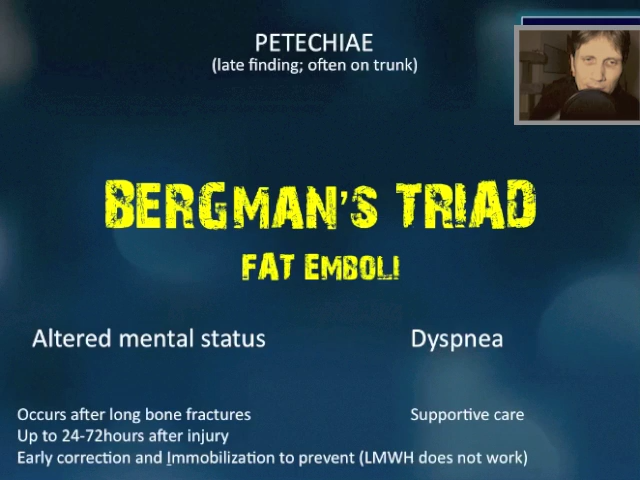 PETECHIAE
(late finding; often on trunk)
BERGMAN'S TRIAD
FAT EMBOLI
Altered mental status
Dyspnea
Occurs after long bone fractures
Supportive care
Up to 24-72hours after injury
Early correction and Immobilization to prevent (LMWH does not work)